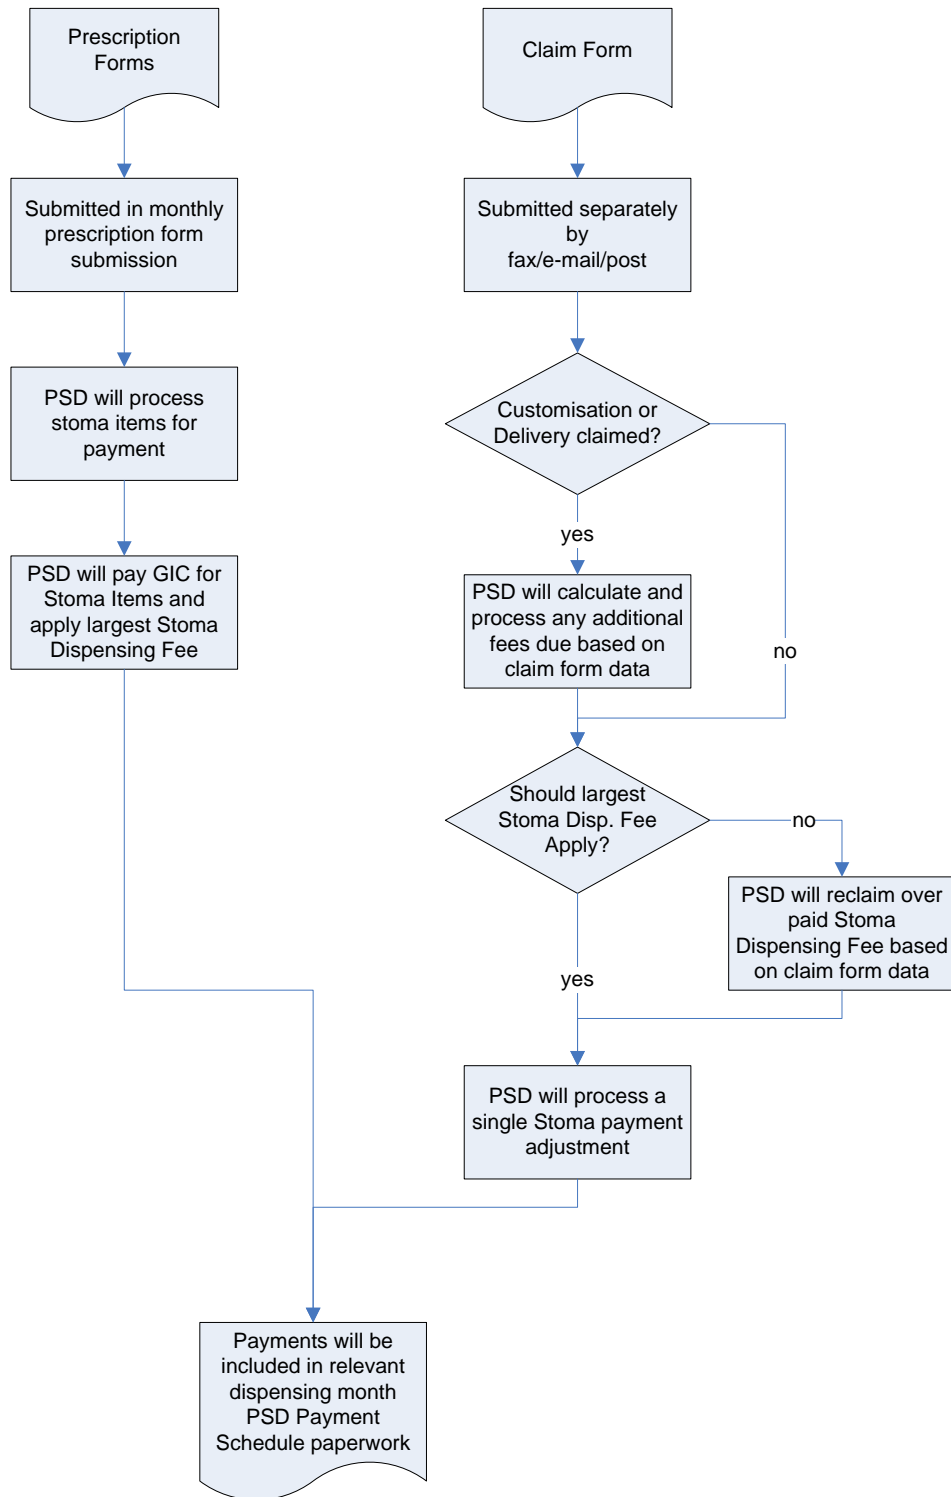 Prescription
Forms
Submitted in monthly
prescription form
submission
PSD will process
stoma items for
payment
PSD will pay GIC for
Stoma Items and
apply largest Stoma
Dispensing Fee
Claim Form
Submitted separately
by
fax/e-mail/post
Customisation or
Delivery claimed?
yes
no
PSD will calculate and
process any additional
fees due based on
claim form data
Should largest
Stoma Disp. Fee
Apply?
no
yes
PSD will reclaim over
paid Stoma
Dispensing Fee based
on claim form data
PSD will process a
single Stoma payment
adjustment
Payments will be
included in relevant
dispensing month
PSD Payment
Schedule paperwork